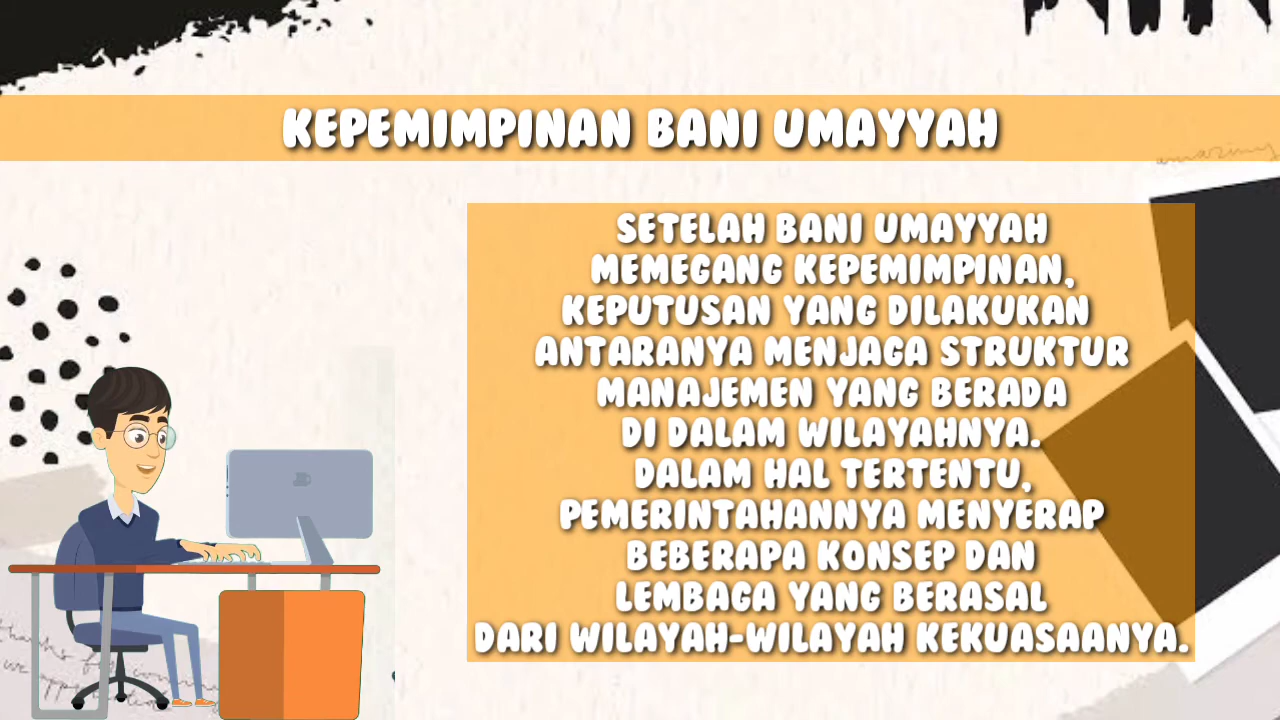 KEPEMIMPINAN BANI UMAYYAH
SETELAH BANI UMAYYAH
MEMEGANG KEPEMIMPINAN,
KEPUTUSAN YANG DILAKUKAN
ANTARANYA MENJAGA STRUKTUR
MANAJEMEN YANG BERADA
DI DALAM WILAYAHNYA.
DALAM HAL TERTENTU,
PEMERINTAHANNYA MENYERAP
BEBERAPA KONSEP DAN
LEMBAGA YANG BERASAL
DARI WILAYAH-WILAYAH KEKUASAANYA.